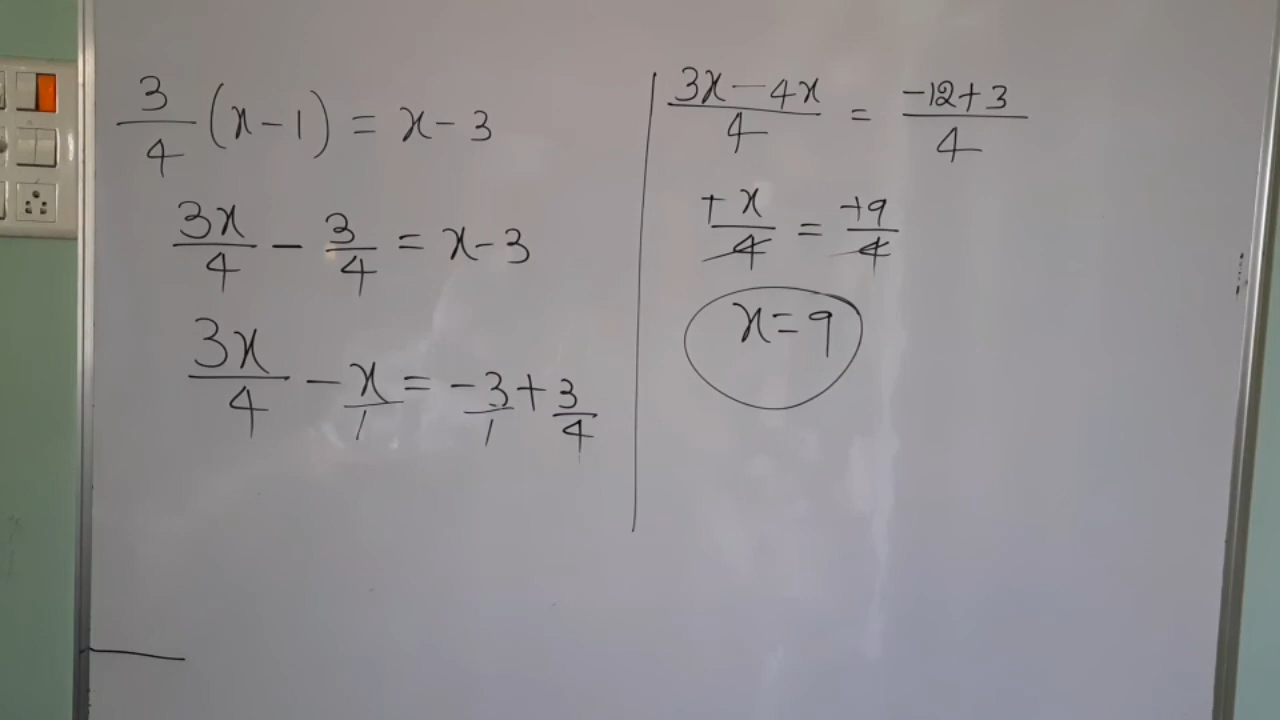 3/4 (x-1) = x-3
3x/4 - 3/4 = x-3
3x/4 - x/1 = -3/1 + 3/4
3x-4x/4 = -12+3/4
+x/4 = +9/4
x=9